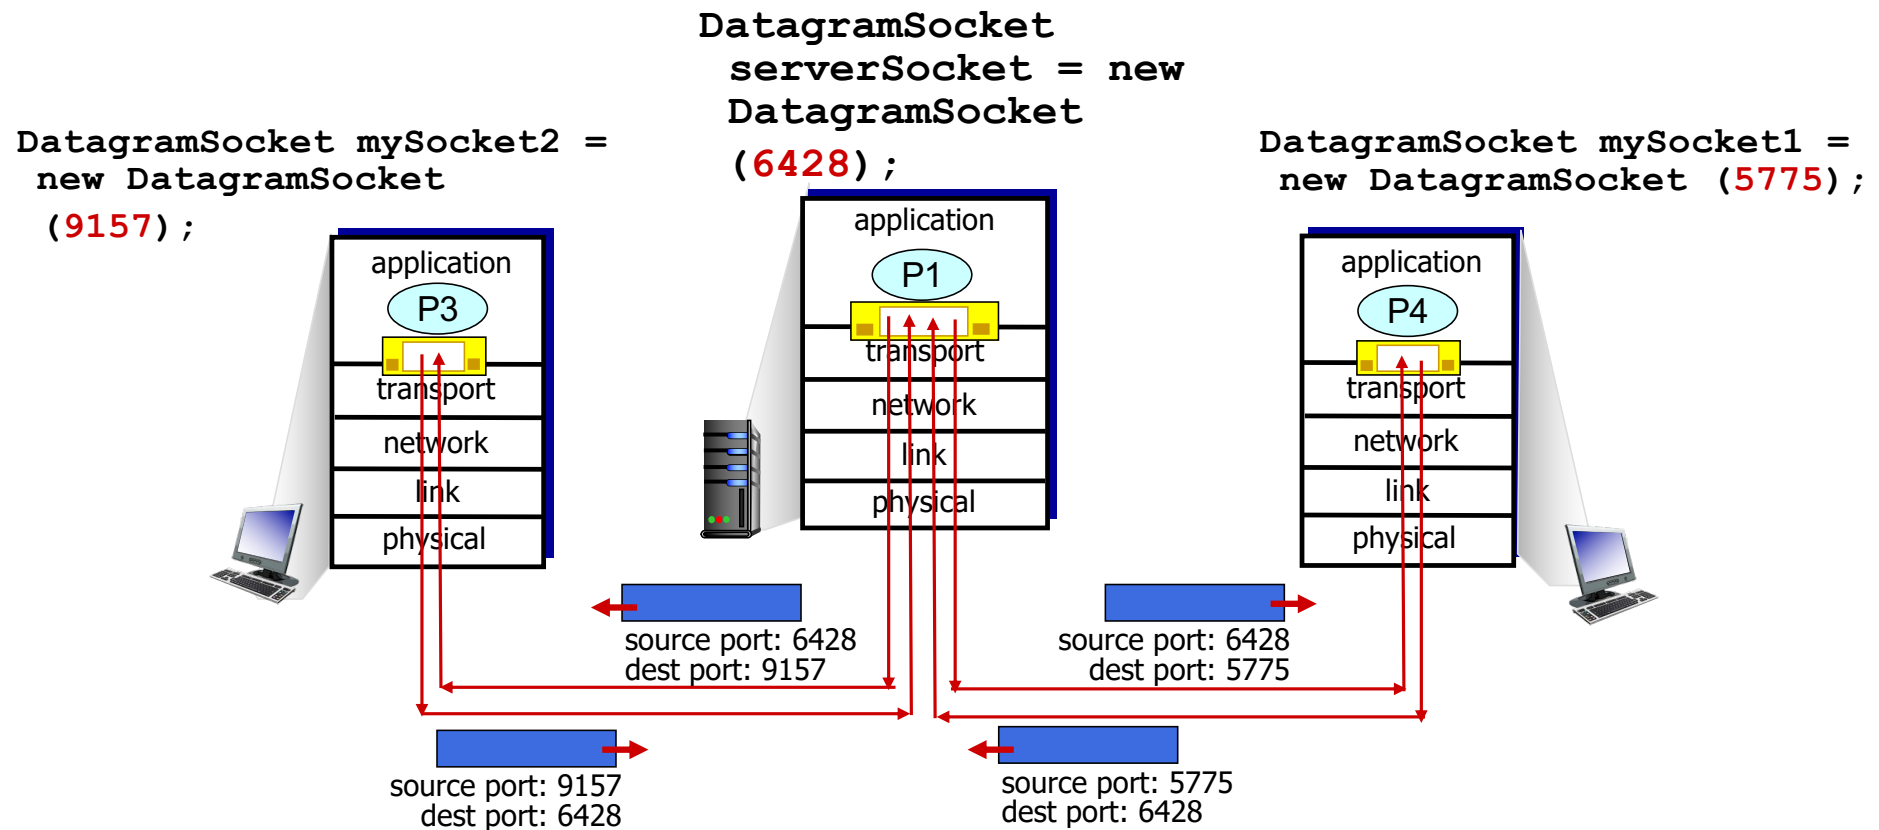 DatagramSocket
serverSocket = new
DatagramSocket
(6428);
DatagramSocket mySocket2 =
new DatagramSocket
(9157);
DatagramSocket mySocket1 =
new DatagramSocket (5775);
application
P3
transport
network
link
physical
application
P1
transport
network
link
physical
application
P4
transport
network
link
physical
source port: 6428
dest port: 9157
source port: 6428
dest port: 5775
source port: 9157
dest port: 6428
source port: 5775
dest port: 6428